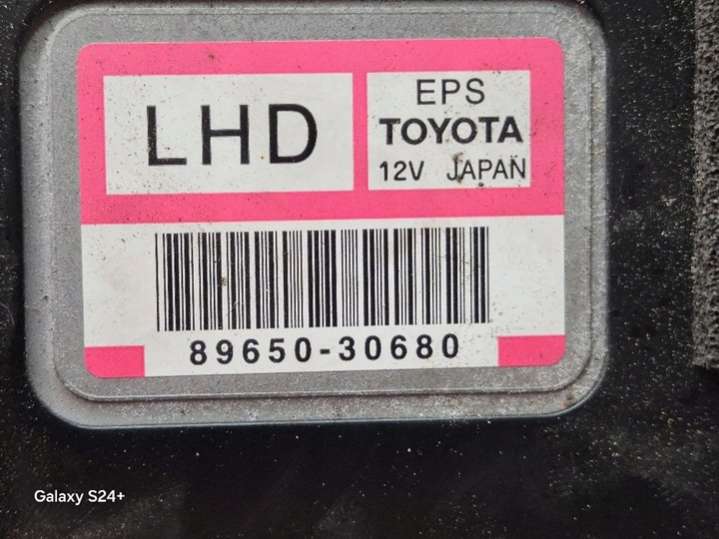 LHD
EPS
TOYOTA
12V JAPAN
89650-30680
Galaxy S24+